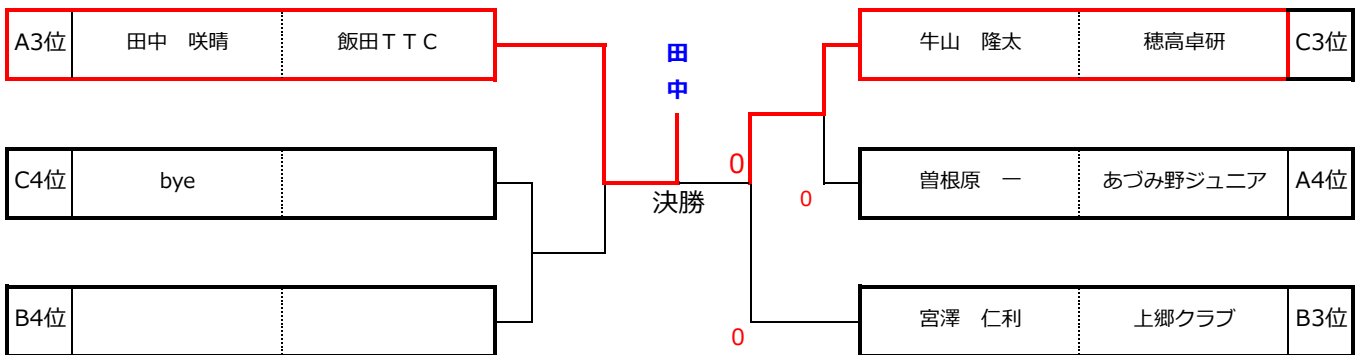 A3位 田中 咲晴 飯田TTC
田中
牛山 隆太 穂高卓研 C3位
C4位 bye
0
決勝
0
曽根原 一 あづみ野ジュニア A4位
B4位
0
宮澤 仁利 上郷クラブ B3位